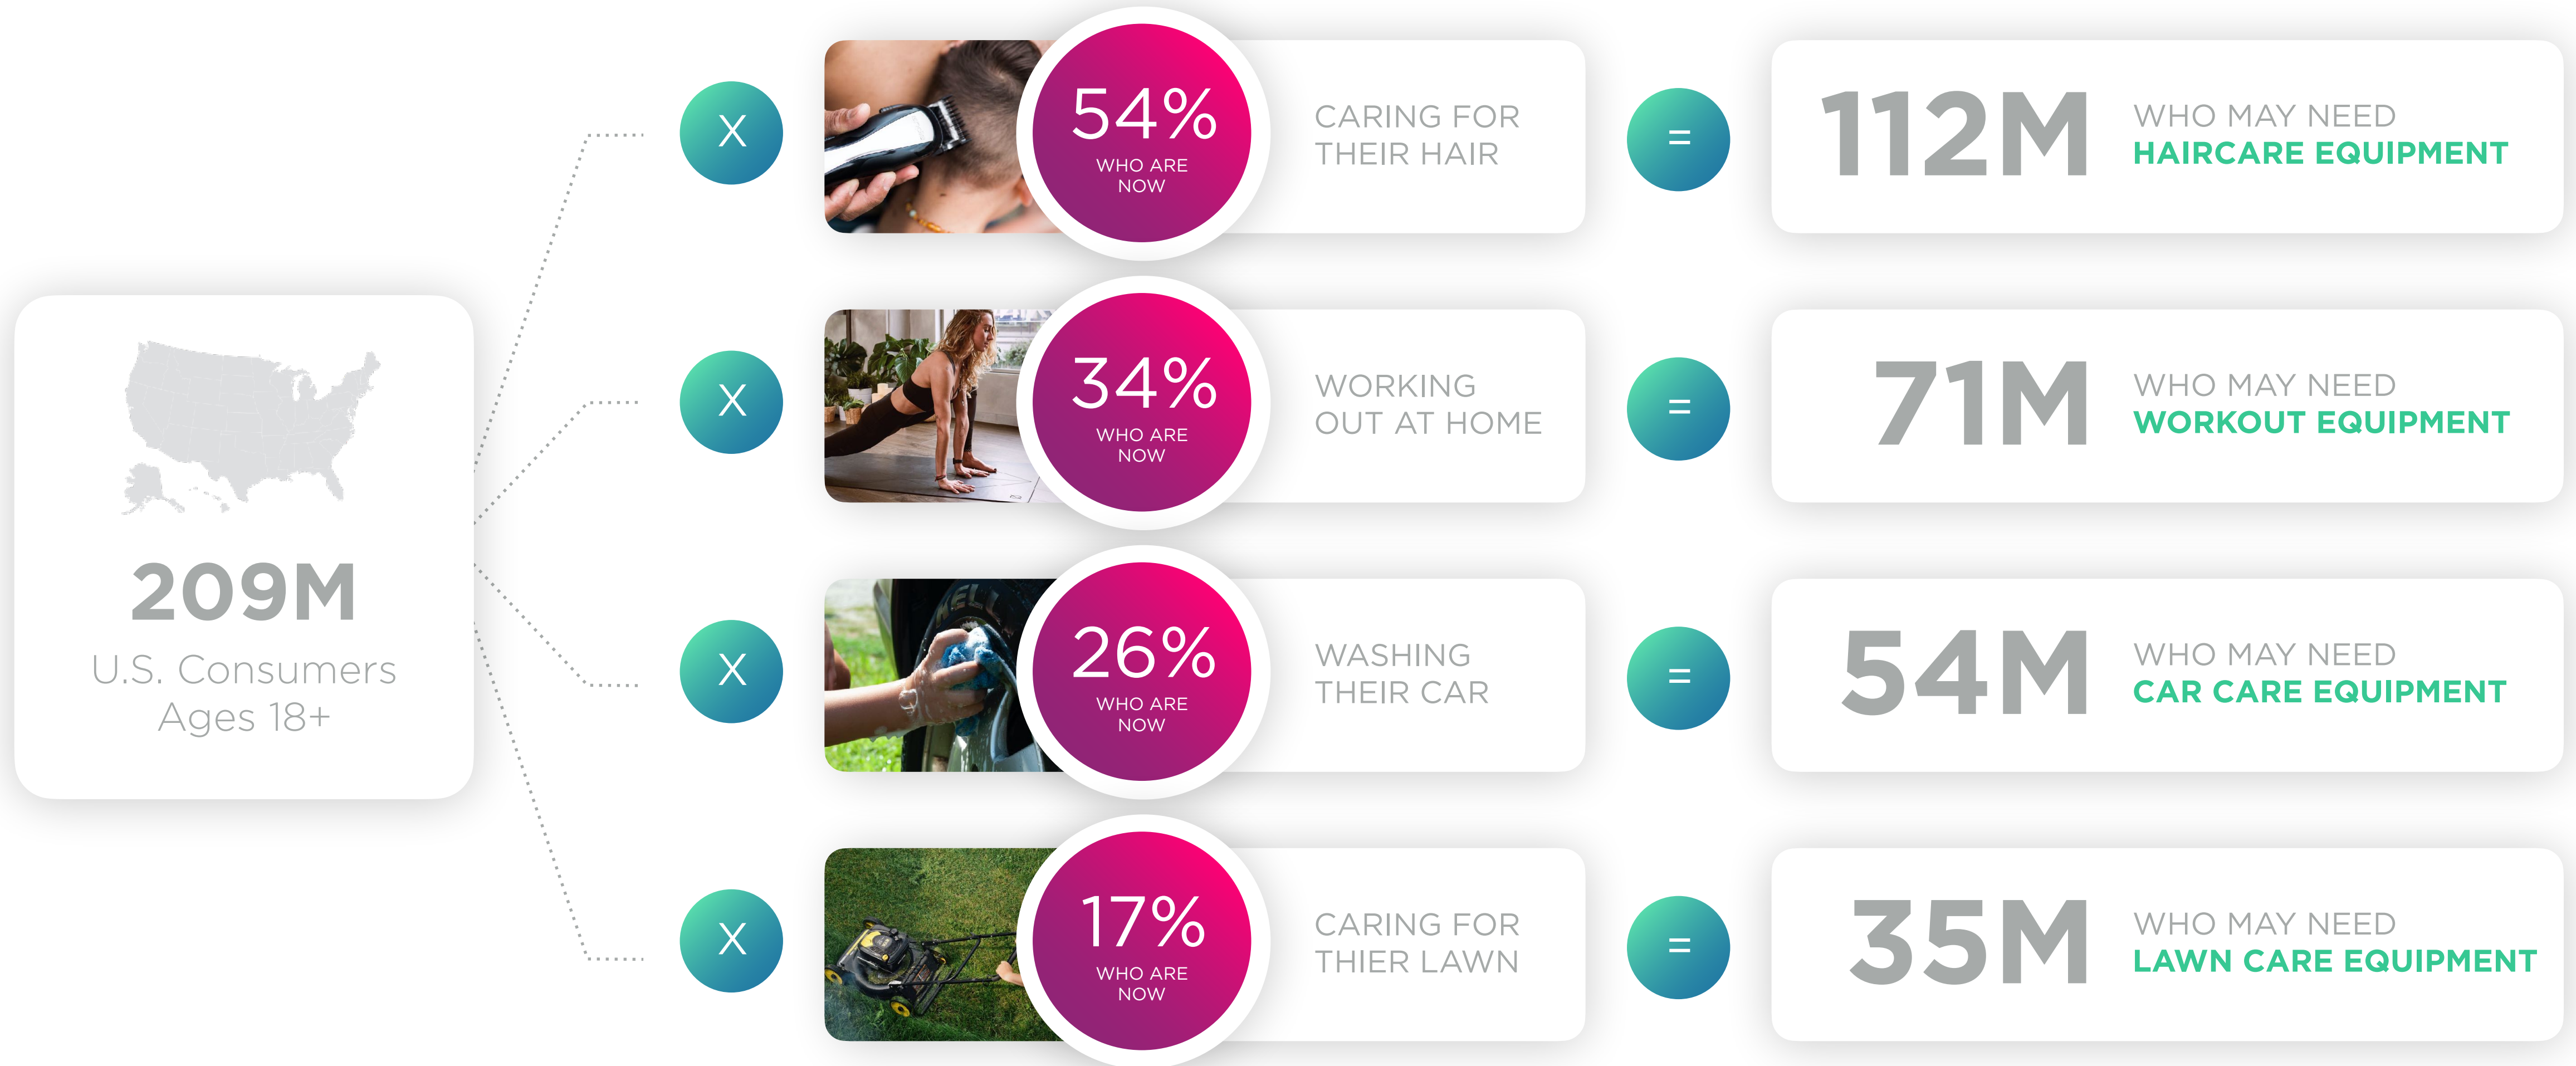 209M
U.S. Consumers
Ages 18+
X
54%
WHO ARE
NOW
CARING FOR
THEIR HAIR
=
112M
WHO MAY NEED
HAIRCARE EQUIPMENT
X
34%
WHO ARE
NOW
WORKING
OUT AT HOME
=
71M
WHO MAY NEED
WORKOUT EQUIPMENT
X
26%
WHO ARE
NOW
WASHING
THEIR CAR
=
54M
WHO MAY NEED
CAR CARE EQUIPMENT
X
17%
WHO ARE
NOW
CARING FOR
THIER LAWN
=
35M
WHO MAY NEED
LAWN CARE EQUIPMENT